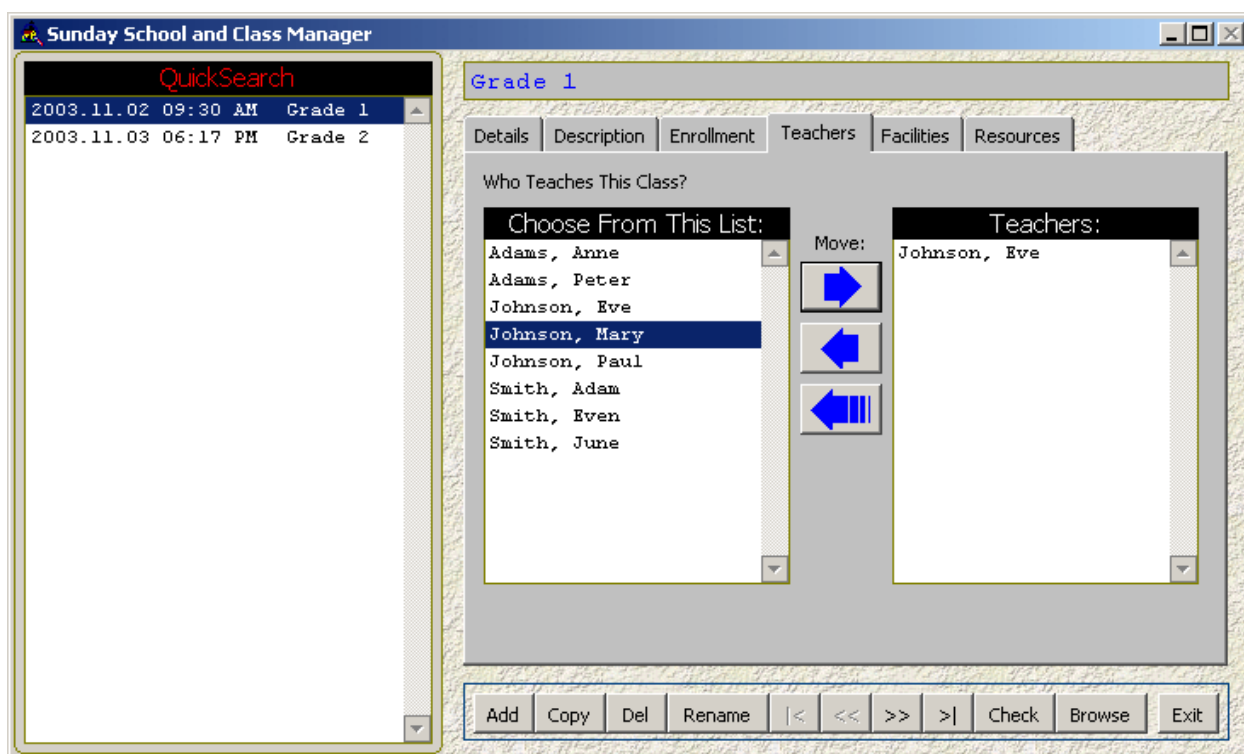 Sunday School and Class Manager
QuickSearch
2003.11.02 09:30 AM Grade 1
2003.11.03 06:17 PM Grade 2
Grade 1
Details Description Enrollment Teachers Facilities Resources
Who Teaches This Class?
Choose From This List:
Adams, Anne
Adams, Peter
Johnson, Eve
Johnson, Mary
Johnson, Paul
Smith, Adam
Smith, Even
Smith, June
Move:
Teachers:
Johnson, Eve
Add Copy Del Rename |< << >> >| Check Browse Exit